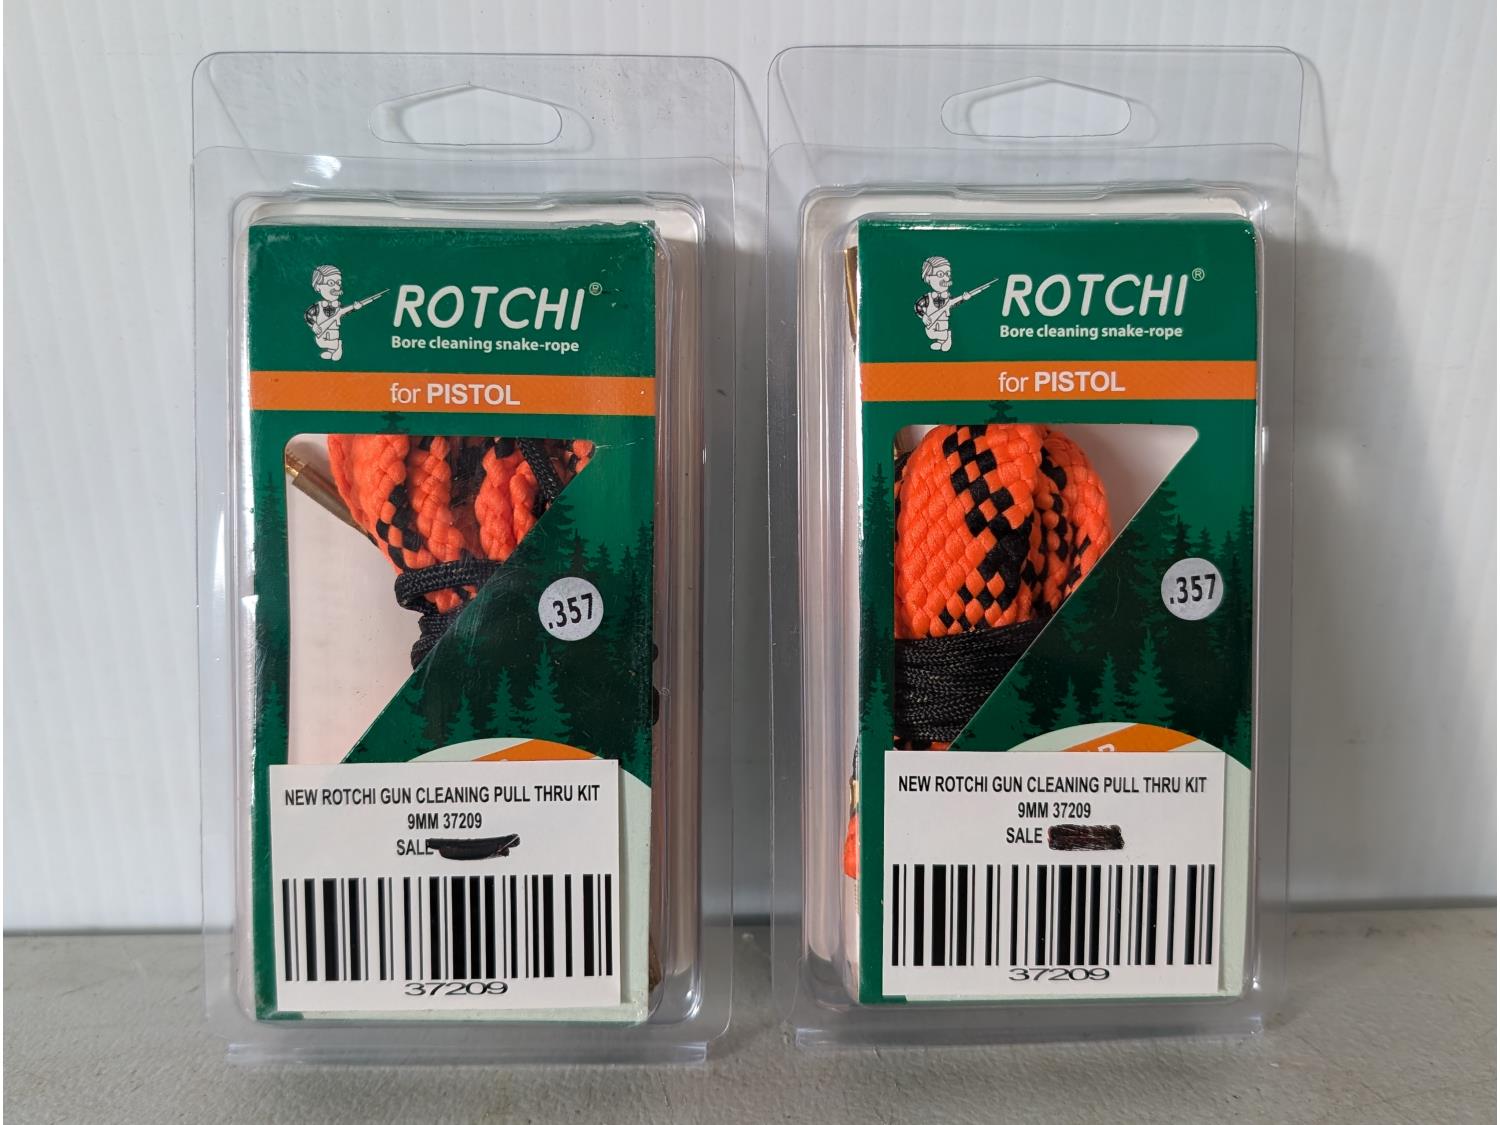 ROTCHI®
Bore cleaning snake-rope
for PISTOL
.357
NEW ROTCHI GUN CLEANING PULL THRU KIT
9MM 37209
SALE
37209
ROTCHI®
Bore cleaning snake-rope
for PISTOL
.357
NEW ROTCHI GUN CLEANING PULL THRU KIT
9MM 37209
SALE
37209